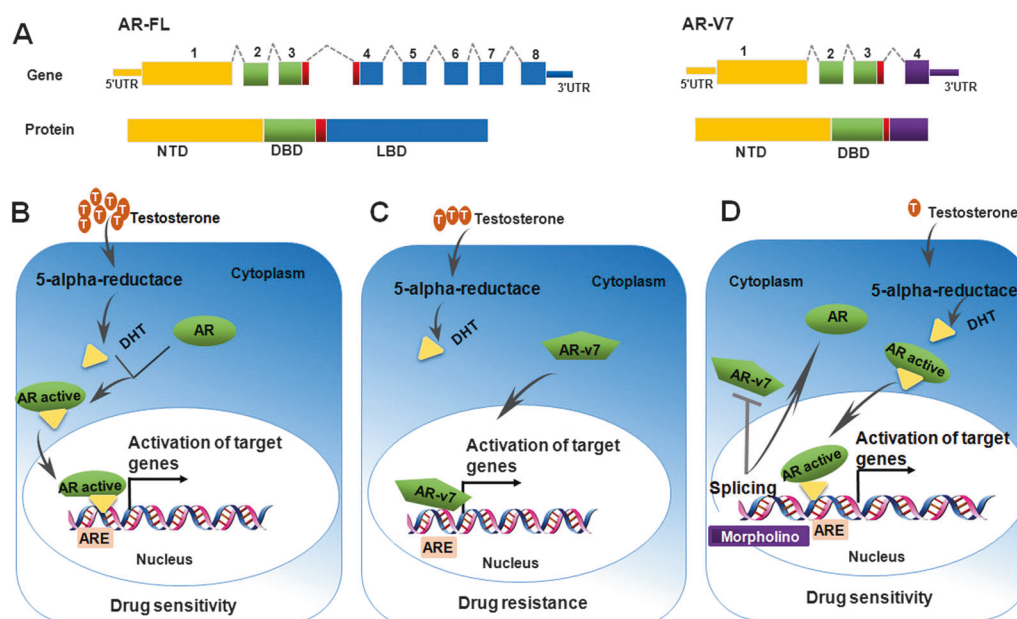 A
AR-FL
AR-V7
1 2 3 4 5 6 7 8
1 2 3 4
Gene
5'UTR
3'UTR
5'UTR
3'UTR
Protein
NTD DBD LBD
NTD DBD
B
T T T T T T T
Testosterone
5-alpha-reductase
Cytoplasm
DHT
AR
AR active
Activation of target
genes
AR active
ARE
Nucleus
Drug sensitivity
C
T T T Testosterone
5-alpha-reductace
Cytoplasm
DHT
AR-v7
Activation of target
genes
AR-v7
ARE
Nucleus
Drug resistance
D
T Testosterone
Cytoplasm
5-alpha-reductace
AR
DHT
AR-v7
AR active
Activation of target
genes
AR active
Splicing
Morpholino
ARE
Nucleus
Drug sensitivity